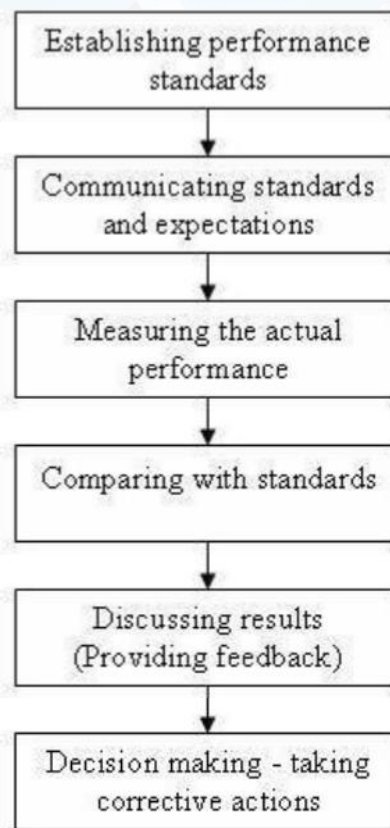 Establishing performance
standards
Communicating standards
and expectations
Measuring the actual
performance
Comparing with standards
Discussing results
(Providing feedback)
Decision making - taking
corrective actions